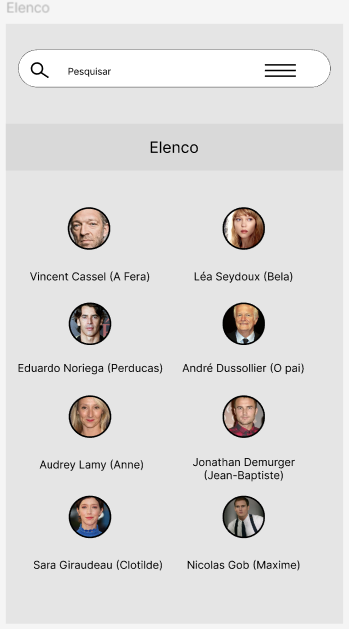 Elenco
Pesquisar
Elenco
Vincent Cassel (A Fera)
Léa Seydoux (Bela)
Eduardo Noriega (Perducas)
André Dussollier (O pai)
Audrey Lamy (Anne)
Jonathan Demurger
(Jean-Baptiste)
Sara Giraudeau (Clotilde)
Nicolas Gob (Maxime)